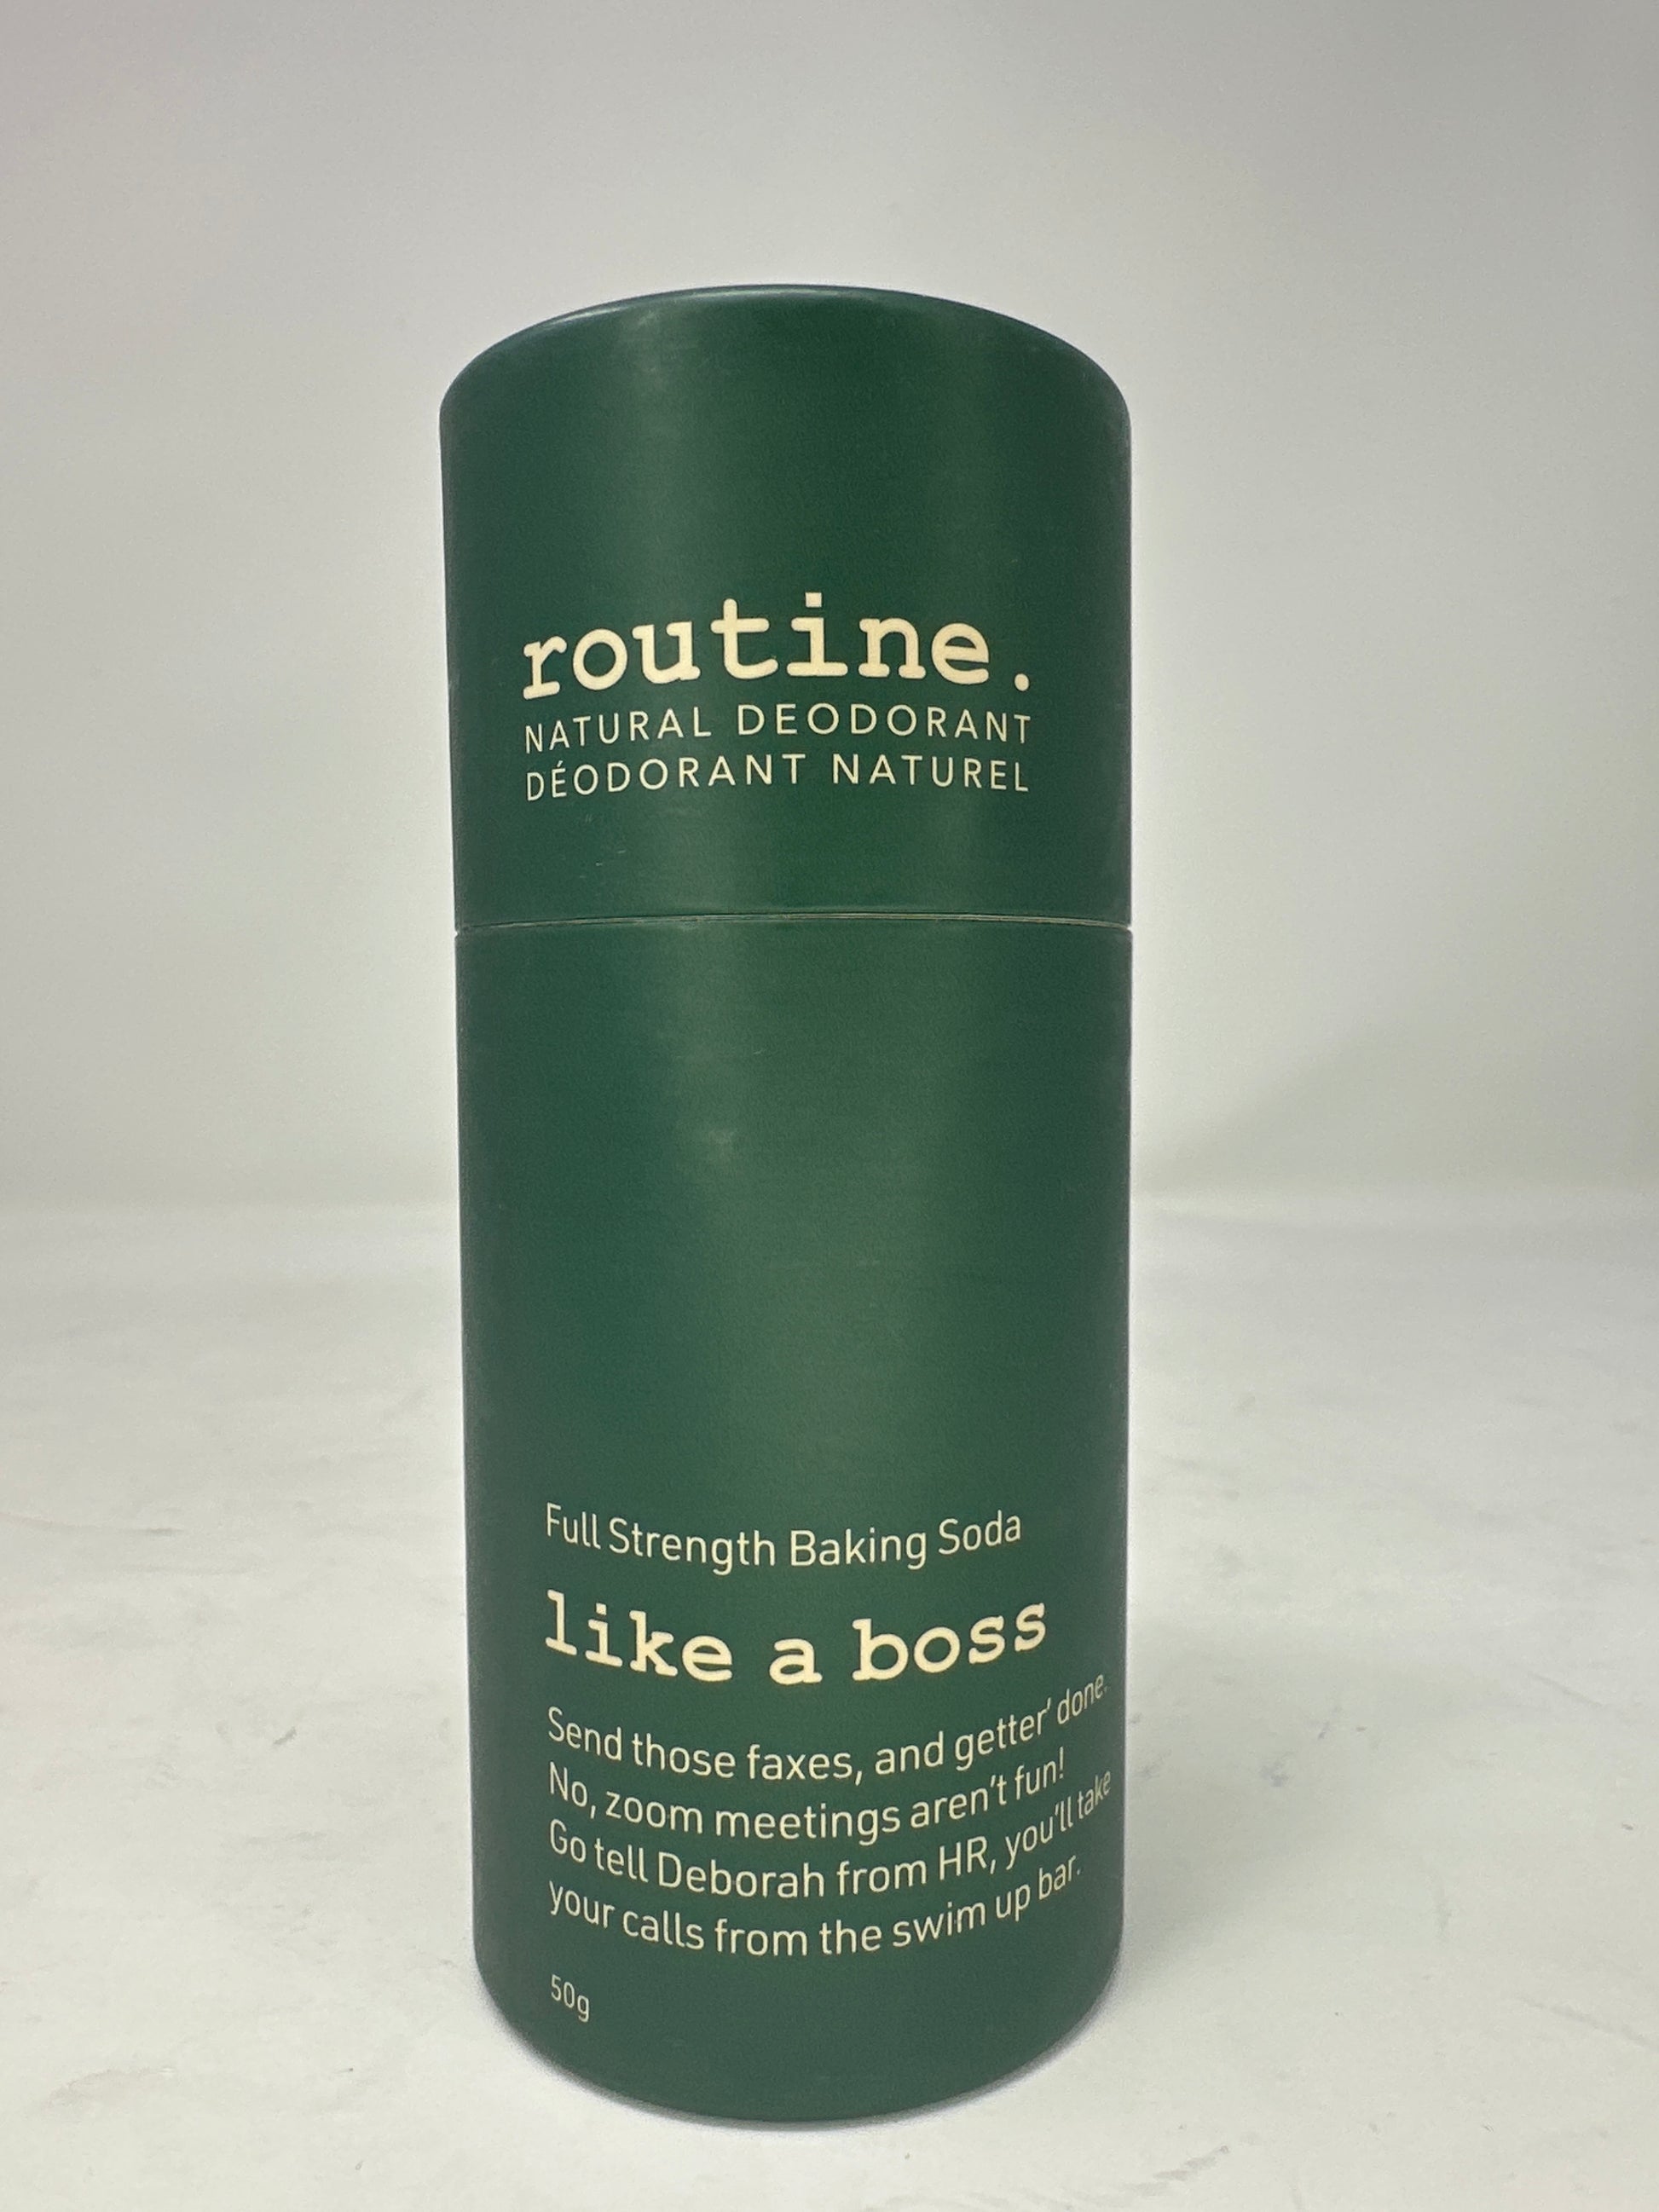 routine.
NATURAL DEODORANT
DÉODORANT NATUREL
Full Strength Baking Soda
like a boss
Send those faxes, and getter' done.
No, zoom meetings aren't fun!
Go tell Deborah from HR, you'll take
your calls from the swim up bar.
50g